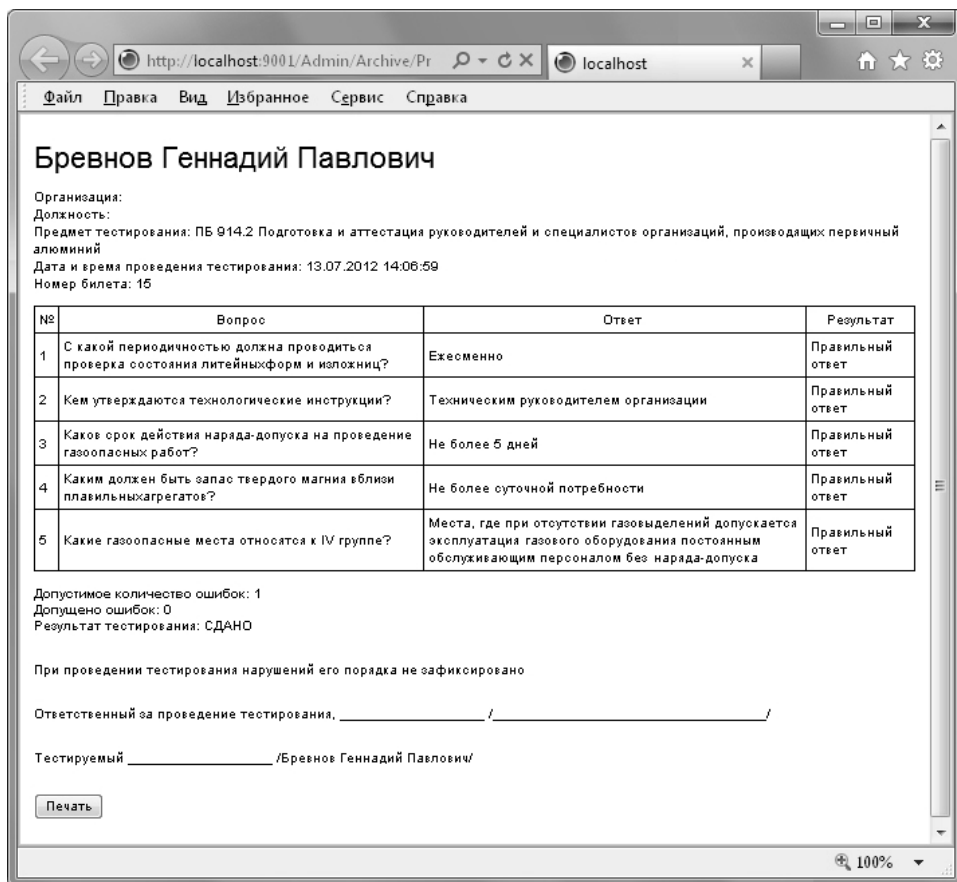 http://localhost:9001/Admin/Archive/Pr
localhost
Файл Правка Вид Избранное Сервис Справка
Бревнов Геннадий Павлович
Организация:
Должность:
Предмет тестирования: ПБ 914.2 Подготовка и аттестация руководителей и специалистов организаций, производящих первичный
алюминий
Дата и время проведения тестирования: 13.07.2012 14:06:59
Номер билета: 15
№ Вопрос Ответ Результат
1 С какой периодичностью должна проводиться
проверка состояния литейныхформ и изложниц?
Ежесменно
Правильный
ответ
2 Кем утверждаются технологические инструкции?
Техническим руководителем организации
Правильный
ответ
3 Каков срок действия наряда-допуска на проведение
газоопасных работ?
Не более 5 дней
Правильный
ответ
4 Каким должен быть запас твердого магния вблизи
плавильныхагрегатов?
Не более суточной потребности
Правильный
ответ
5 Какие газоопасные места относятся к IV группе?
Места, где при отсутствии газовыделений допускается
эксплуатация газового оборудования постоянным
обслуживающим персоналом без наряда-допуска
Правильный
ответ
Допустимое количество ошибок: 1
Допущено ошибок: 0
Результат тестирования: СДАНО
При проведении тестирования нарушений его порядка не зафиксировано
Ответственный за проведение тестирования, ____________________ /______________________________________/
Тестируемый ____________________ /Бревнов Геннадий Павлович/
Печать
100%